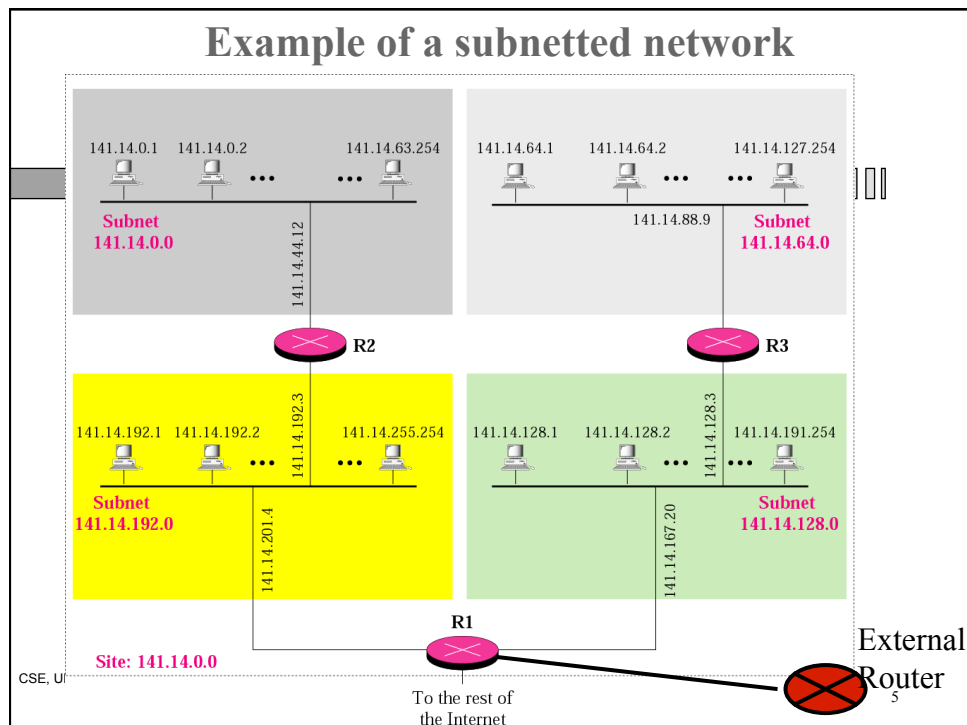 Example of a subnetted network
141.14.0.1
141.14.0.2
141.14.63.254
Subnet
141.14.0.0
141.14.44.12
R2
141.14.64.1
141.14.64.2
141.14.127.254
141.14.88.9
Subnet
141.14.64.0
R3
141.14.192.1
141.14.192.2
141.14.192.3
141.14.255.254
Subnet
141.14.192.0
141.14.201.4
141.14.128.1
141.14.128.2
141.14.128.3
141.14.191.254
Subnet
141.14.128.0
141.14.167.20
R1
Site: 141.14.0.0
To the rest of
the Internet
External
Router
CSE, UI
5